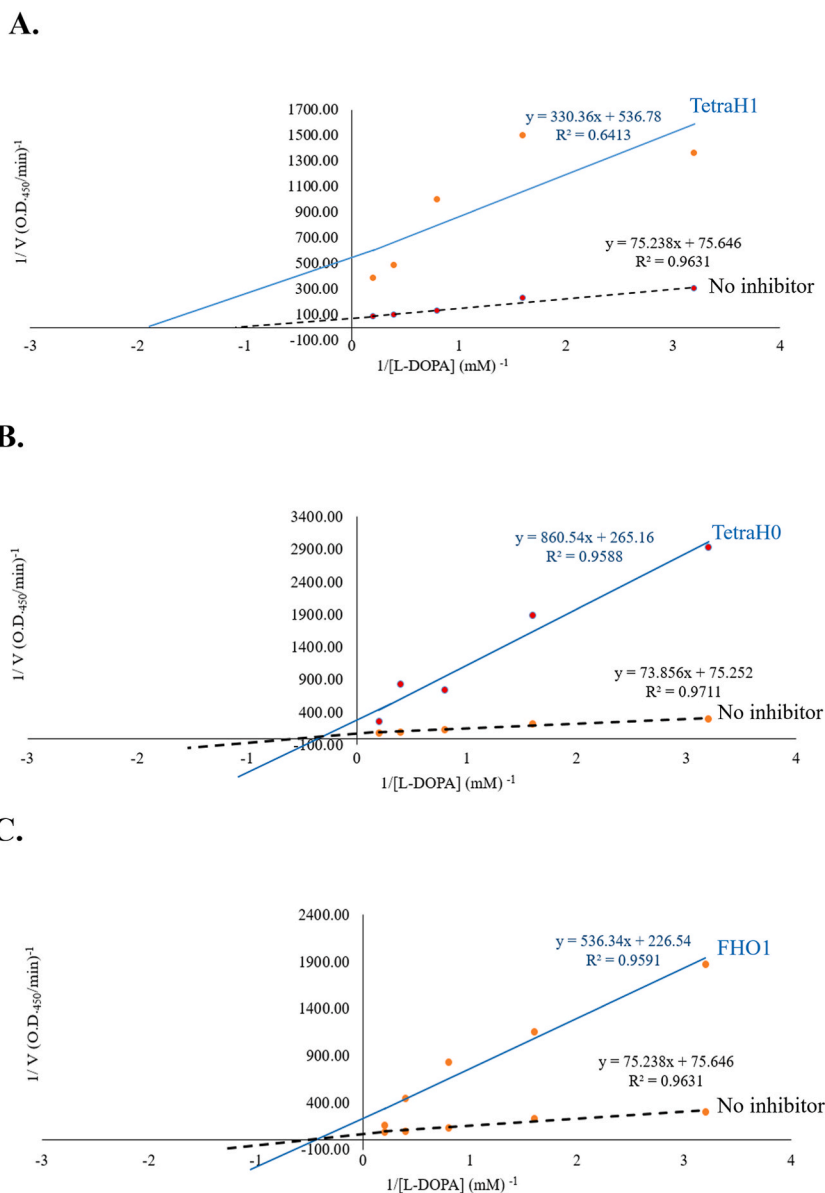 A.
1700.00
1500.00
1300.00
1100.00
900.00
700.00
500.00
300.00
100.00
-100.00
1/ V (O.D.450/min)-1
y = 330.36x + 536.78
R² = 0.6413
TetraH1
y = 75.238x + 75.646
R² = 0.9631
No inhibitor
-3 -2 -1 0 1 2 3 4
1/[L-DOPA] (mM) -1
B.
3400.00
2900.00
2400.00
1900.00
1400.00
900.00
400.00
-100.00
1/ V (O.D.450/min)-1
y = 860.54x + 265.16
R² = 0.9588
TetraH0
y = 73.856x + 75.252
R² = 0.9711
No inhibitor
-3 -2 -1 0 1 2 3 4
1/[L-DOPA] (mM) -1
C.
2400.00
1900.00
1400.00
900.00
400.00
-100.00
1/ V (O.D.450/min)-1
y = 536.34x + 226.54
R² = 0.9591
FHO1
y = 75.238x + 75.646
R² = 0.9631
No inhibitor
-3 -2 -1 0 1 2 3 4
1/[L-DOPA] (mM) -1